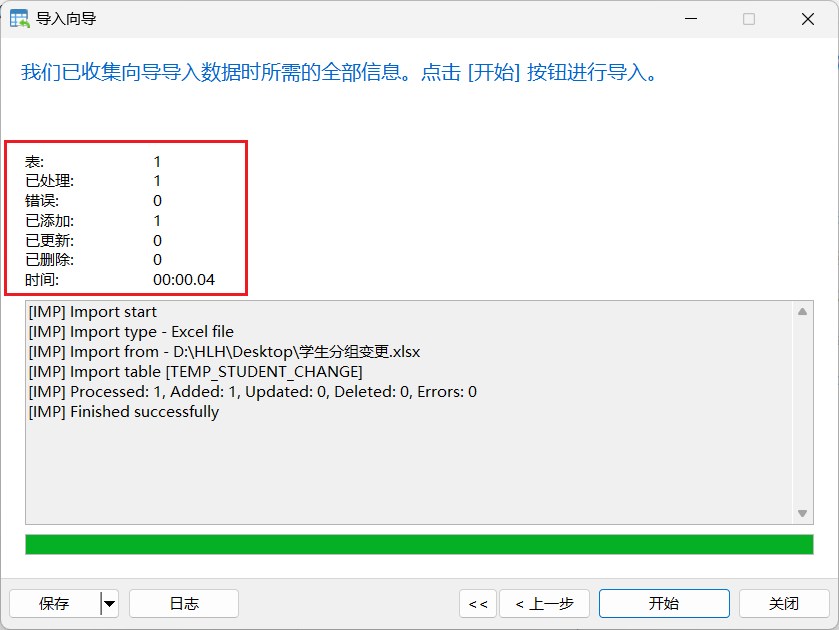 导入向导
我们已收集向导导入数据时所需的全部信息。点击 [开始] 按钮进行导入。
表: 1
已处理: 1
错误: 0
已添加: 1
已更新: 0
已删除: 0
时间: 00:00.04
[IMP] Import start
[IMP] Import type - Excel file
[IMP] Import from - D:\HLH\Desktop\学生分组变更.xlsx
[IMP] Import table [TEMP_STUDENT_CHANGE]
[IMP] Processed: 1, Added: 1, Updated: 0, Deleted: 0, Errors: 0
[IMP] Finished successfully
保存 日志 << < 上一步 开始 关闭